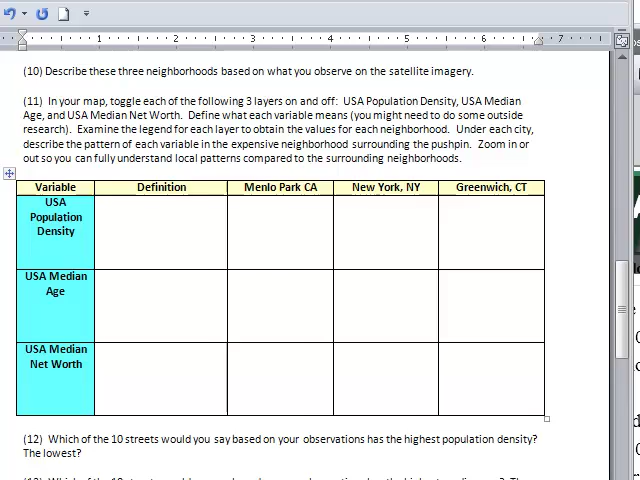 1 2 3 4 5 6 7
(10) Describe these three neighborhoods based on what you observe on the satellite imagery.
(11) In your map, toggle each of the following 3 layers on and off: USA Population Density, USA Median
Age, and USA Median Net Worth. Define what each variable means (you might need to do some outside
research). Examine the legend for each layer to obtain the values for each neighborhood. Under each city,
describe the pattern of each variable in the expensive neighborhood surrounding the pushpin. Zoom in or
out so you can fully understand local patterns compared to the surrounding neighborhoods.
Variable Definition Menlo Park CA New York, NY Greenwich, CT
USA
Population
Density
USA Median
Age
USA Median
Net Worth
(12) Which of the 10 streets would you say based on your observations has the highest population density?
The lowest?